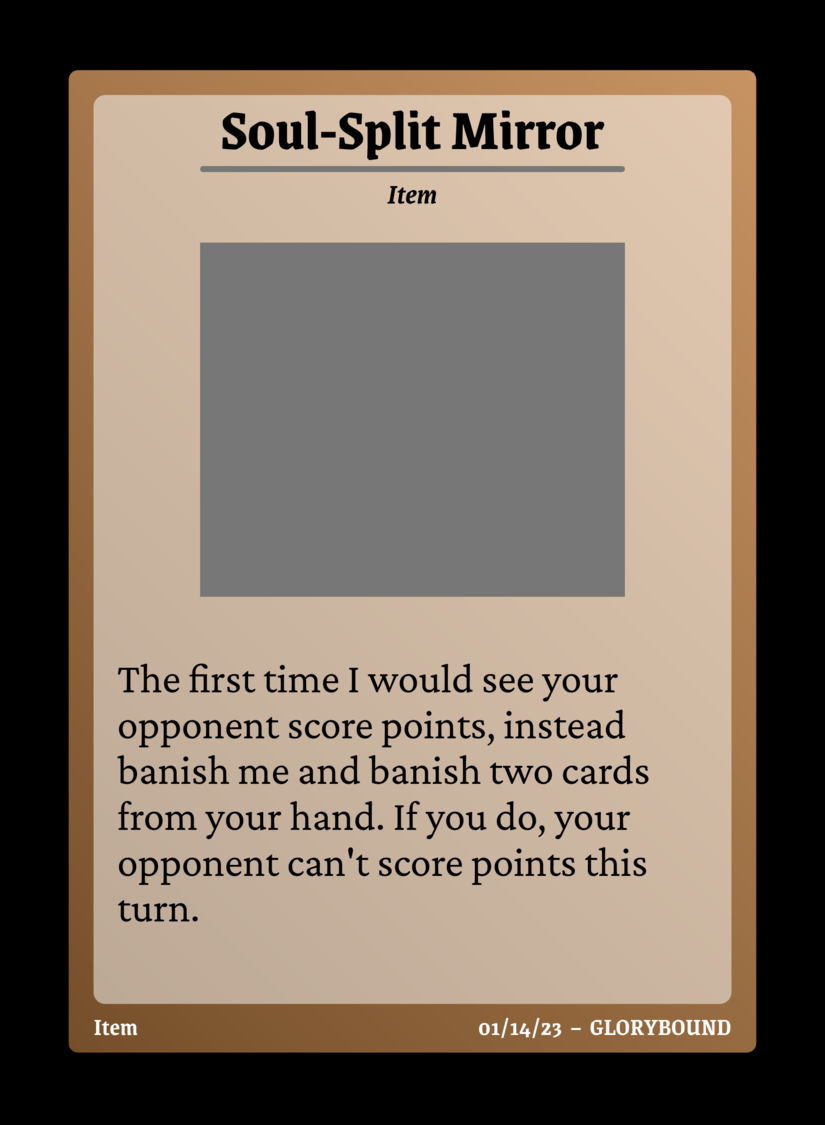 Soul-Split Mirror
Item
The first time I would see your
opponent score points, instead
banish me and banish two cards
from your hand. If you do, your
opponent can't score points this
turn.
Item
01/14/23 – GLORYBOUND